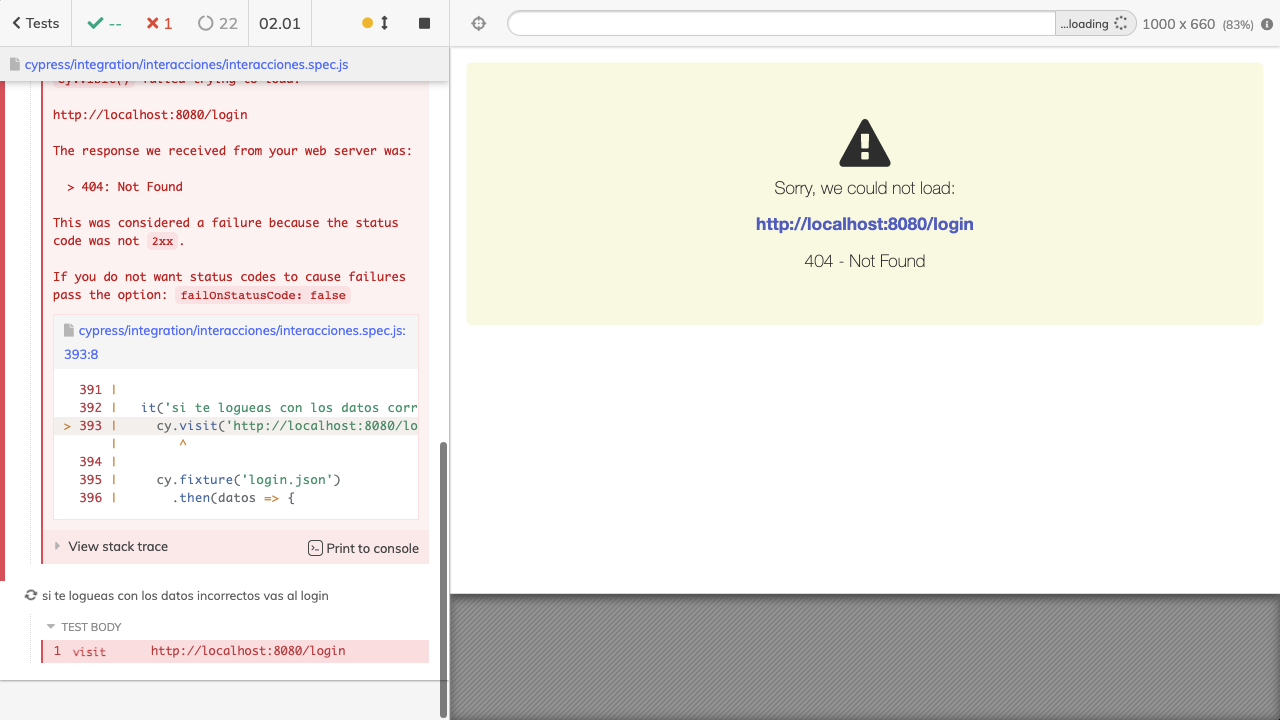 Tests
--
1
22
02.01
...loading
1000 x 660 (83%)
cypress/integration/interacciones/interacciones.spec.js
cy.visit() failed trying to load:
http://localhost:8080/login
The response we received from your web server was:
> 404: Not Found
This was considered a failure because the status
code was not 2xx.
If you do not want status codes to cause failures
pass the option: failOnStatusCode: false
cypress/integration/interacciones/interacciones.spec.js:
393:8
391 |
392 | it('si te logueas con los datos corr
> 393 | cy.visit('http://localhost:8080/lo
| ^
394 |
395 | cy.fixture('login.json')
396 | .then(datos => {
View stack trace
Print to console
si te logueas con los datos incorrectos vas al login
TEST BODY
1 visit http://localhost:8080/login
Sorry, we could not load:
http://localhost:8080/login
404 - Not Found